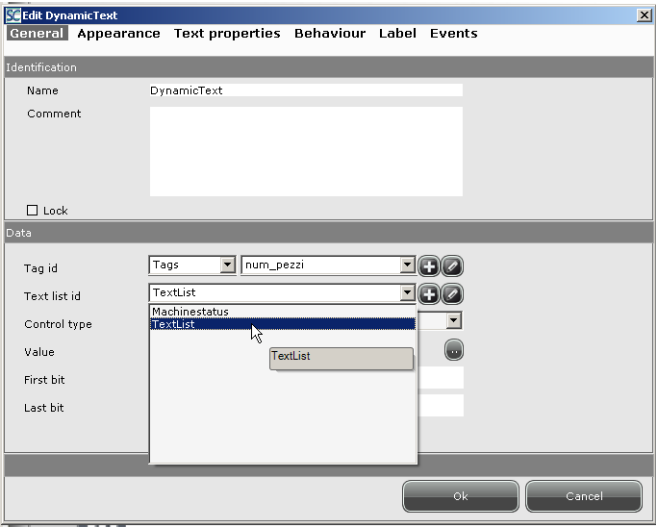 SC Edit DynamicText
General Appearance Text properties Behaviour Label Events
Identification
Name DynamicText
Comment
Lock
Data
Tag id Tags num_pezzi
Text list id TextList
Machinestatus
TextList
Control type
TextList
Value ..
First bit
Last bit
Ok Cancel